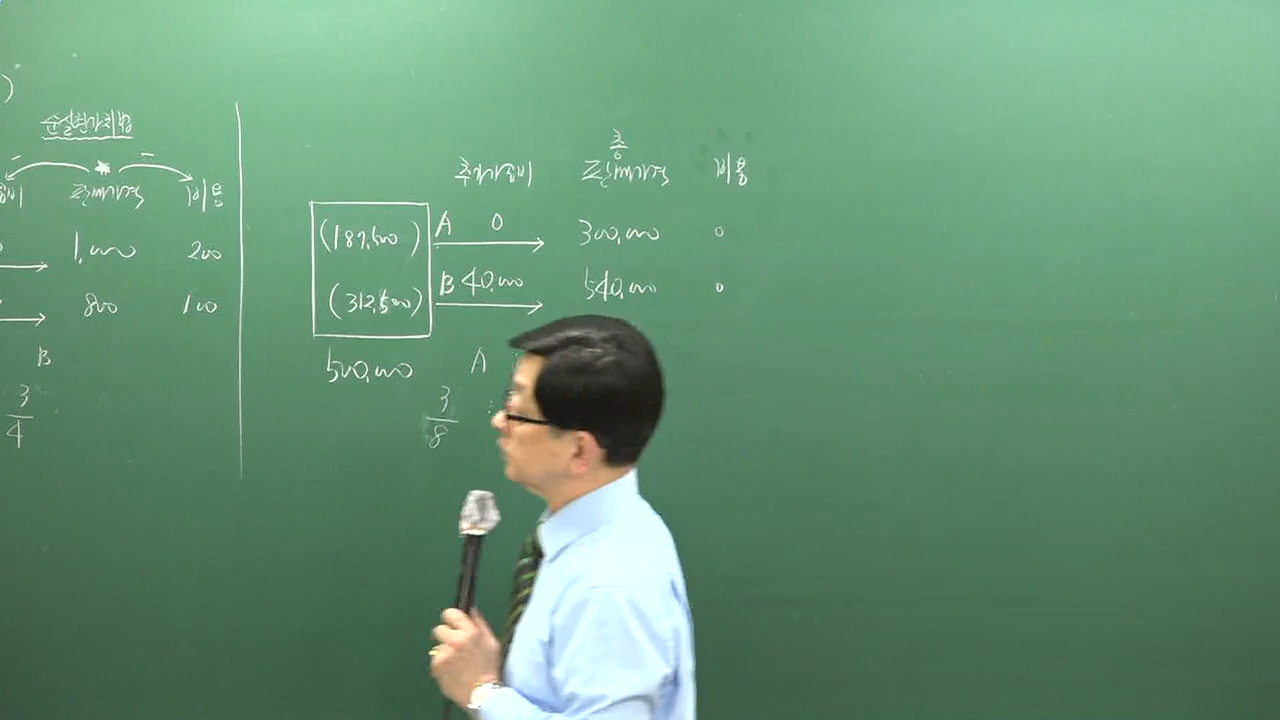 )
순실현가치법
- -
판매가격 비용
1,000 200
800 100
B
3
4
총
추가가공비 판매가격 비용
(187,500) A 0 300,000 0
(312,500) B 40,000 540,000 0
500,000 A
3
8